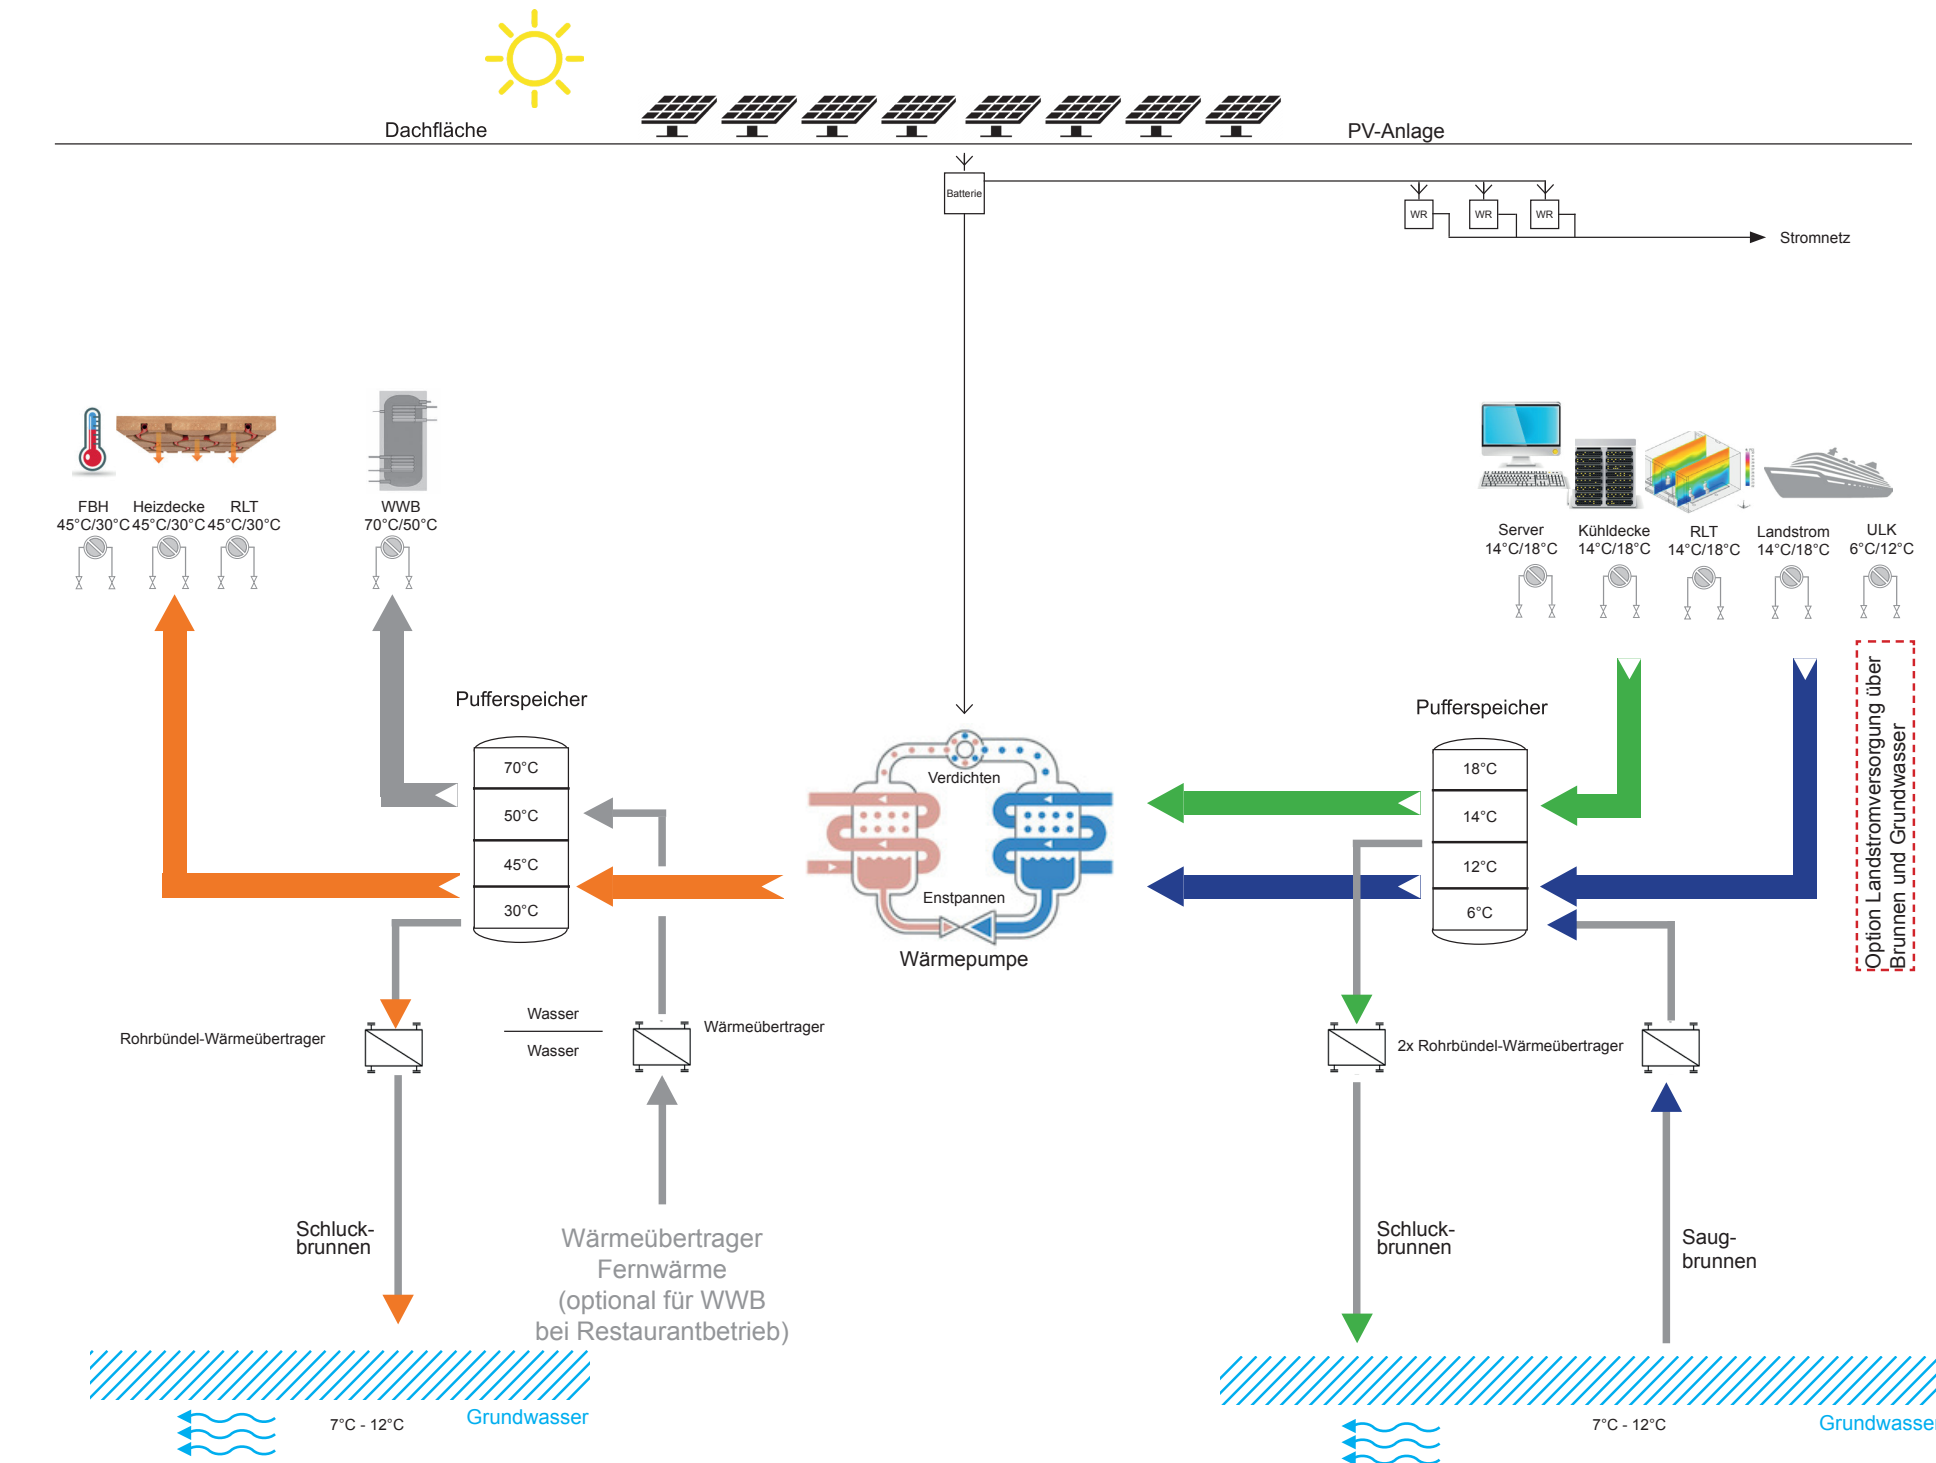 Dachfläche
PV-Anlage
Batterie
WR
WR
WR
Stromnetz
FBH
45°C/30°C
Heizdecke
45°C/30°C
RLT
45°C/30°C
WWB
70°C/50°C
Server
14°C/18°C
Kühldecke
14°C/18°C
RLT
14°C/18°C
Landstrom
14°C/18°C
ULK
6°C/12°C
Option Landstromversorgung über
Brunnen und Grundwasser
Pufferspeicher
70°C
50°C
45°C
30°C
Verdichten
Enstpannen
Wärmepumpe
Pufferspeicher
18°C
14°C
12°C
6°C
Rohrbündel-Wärmeübertrager
Wasser
Wasser
Wärmeübertrager
2x Rohrbündel-Wärmeübertrager
Schluck-
brunnen
Wärmeübertrager
Fernwärme
(optional für WWB
bei Restaurantbetrieb)
Schluck-
brunnen
Saug-
brunnen
7°C - 12°C
Grundwasser
7°C - 12°C
Grundwasser